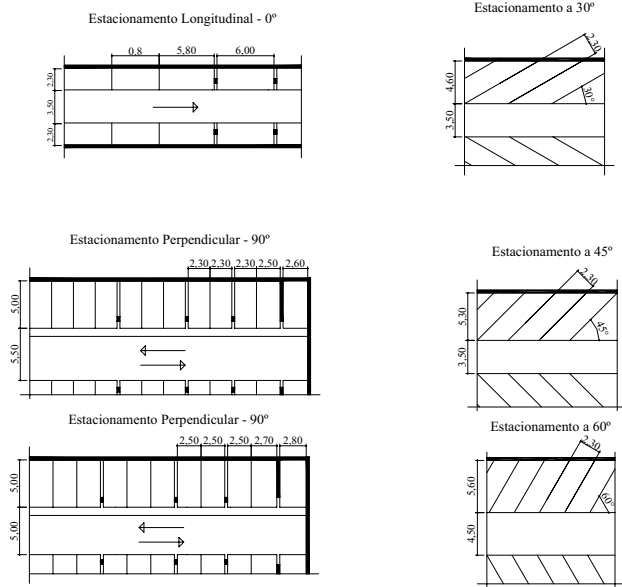 Estacionamento Longitudinal - 0º
0.8 5,80 6,00
2,30
3,50
2,30
Estacionamento a 30º
2,30
4,60
30°
3,50
Estacionamento Perpendicular - 90º
2,30 2,30 2,30 2,50 2,60
5,00
5,50
Estacionamento a 45º
2,30
5,30
45°
3,50
Estacionamento Perpendicular - 90º
2,50 2,50 2,50 2,70 2,80
5,00
5,00
Estacionamento a 60º
2,30
5,60
60°
4,50